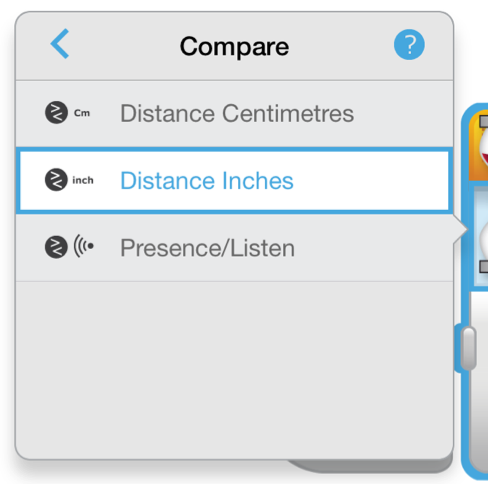 Compare
?
Cm Distance Centimetres
inch Distance Inches
Presence/Listen